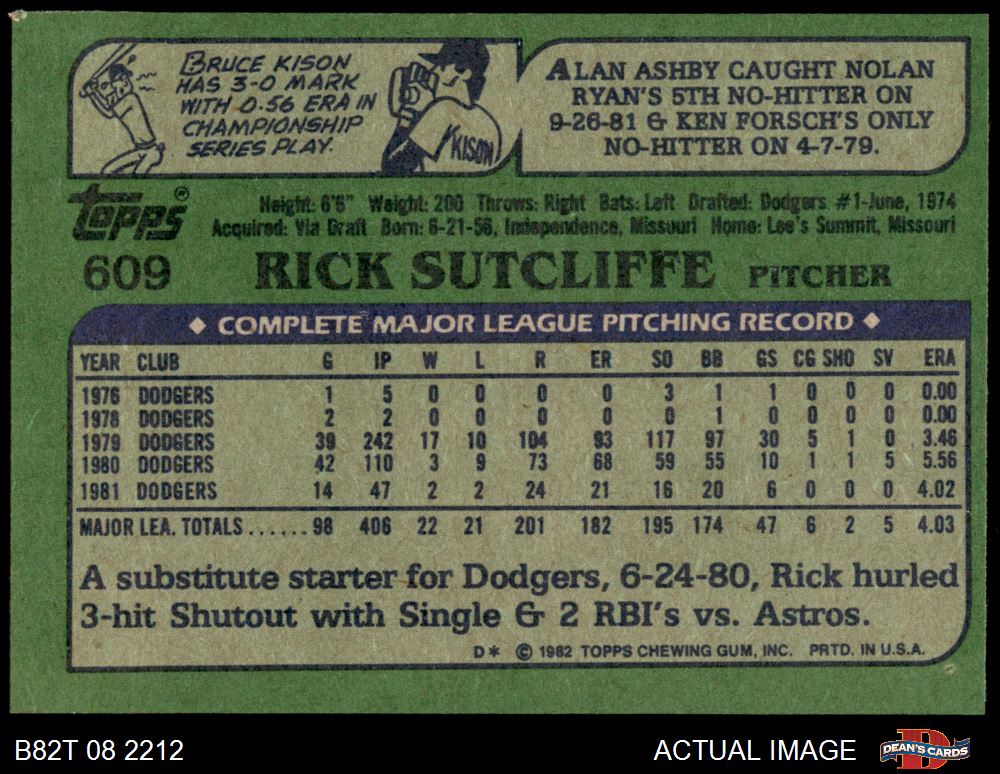 BRUCE KISON
HAS 3-0 MARK
WITH 0.56 ERA IN
CHAMPIONSHIP
SERIES PLAY.
KISON
ALAN ASHBY CAUGHT NOLAN
RYAN'S 5TH NO-HITTER ON
9-26-81 & KEN FORSCH'S ONLY
NO-HITTER ON 4-7-79.
TOPPS®
Height: 6'6" Weight: 200 Throws: Right Bats: Left Drafted: Dodgers #1-June, 1974
Acquired: Via Draft Born: 6-21-56, Independence, Missouri Home: Lee's Summit, Missouri
609 RICK SUTCLIFFE PITCHER
◆ COMPLETE MAJOR LEAGUE PITCHING RECORD ◆
YEAR CLUB G IP W L R ER SO BB GS CG SHO SV ERA
1976 DODGERS 1 5 0 0 0 0 3 1 1 0 0 0 0.00
1978 DODGERS 2 2 0 0 0 0 0 1 0 0 0 0 0.00
1979 DODGERS 39 242 17 10 104 93 117 97 30 5 1 0 3.46
1980 DODGERS 42 110 3 9 73 68 59 55 10 1 1 5 5.56
1981 DODGERS 14 47 2 2 24 21 16 20 6 0 0 0 4.02
MAJOR LEA. TOTALS ...... 98 406 22 21 201 182 195 174 47 6 2 5 4.03
A substitute starter for Dodgers, 6-24-80, Rick hurled
3-hit Shutout with Single & 2 RBI's vs. Astros.
D* © 1982 TOPPS CHEWING GUM, INC. PRTD. IN U.S.A.
B82T 08 2212 ACTUAL IMAGE DEAN'S CARDS